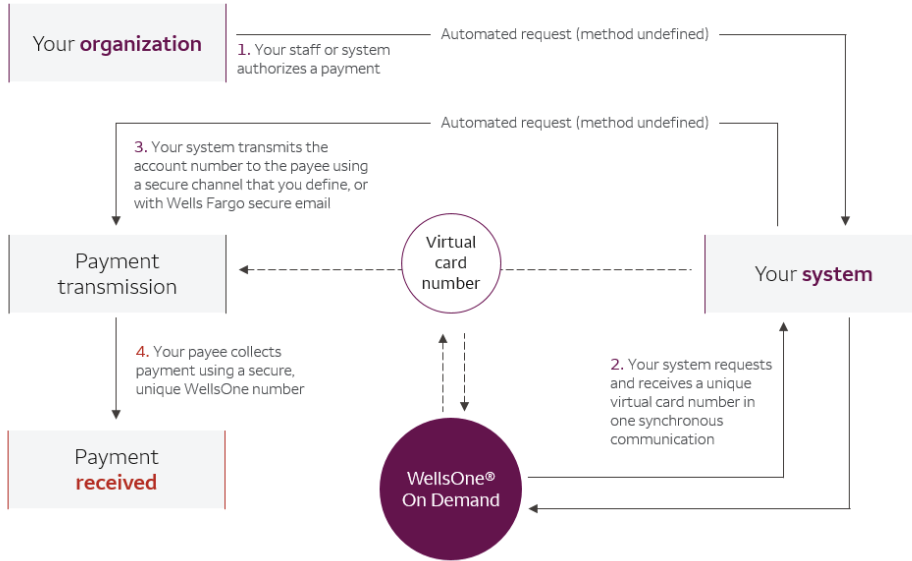 Your organization
Automated request (method undefined)
1. Your staff or system
authorizes a payment
Automated request (method undefined)
3. Your system transmits the
account number to the payee using
a secure channel that you define, or
with Wells Fargo secure email
Payment
transmission
Virtual
card
number
Your system
4. Your payee collects
payment using a secure,
unique WellsOne number
2. Your system requests
and receives a unique
virtual card number in
one synchronous
communication
Payment
received
WellsOne®
On Demand